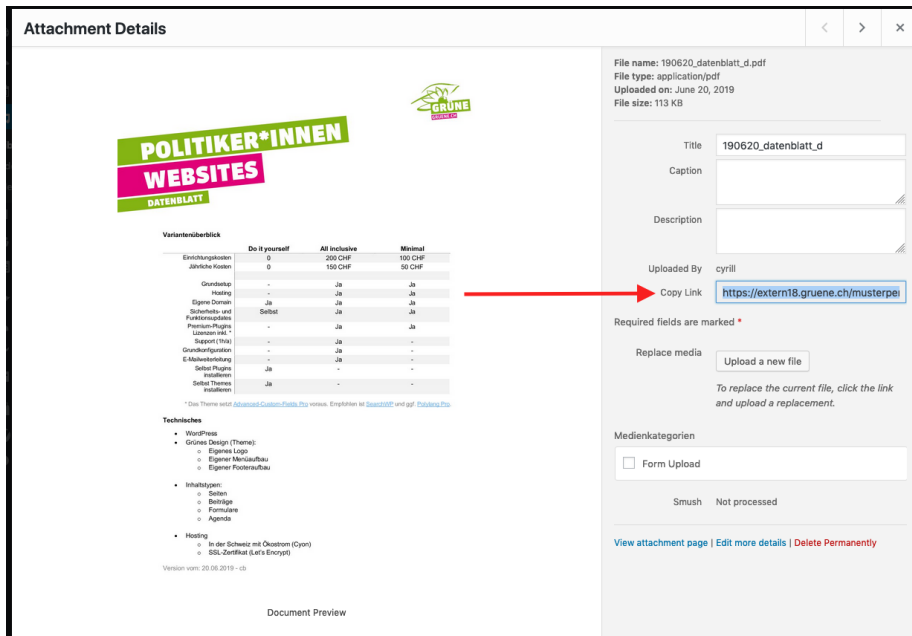 Attachment Details
GRÜNE
GRUENE.CH
POLITIKER*INNEN
WEBSITES
DATENBLATT
Variantenüberblick
Do it yourself All inclusive Minimal
Einrichtungskosten 0 200 CHF 100 CHF
Jährliche Kosten 0 150 CHF 50 CHF
Grundsetup - Ja Ja
Hosting - Ja Ja
Eigene Domain Ja Ja Ja
Sicherheits- und Funktionsupdates Selbst Ja Ja
Premium-Plugins Lizenzen inkl. * - Ja Ja
Support (1h/a) - Ja -
Grundkonfiguration - Ja -
E-Mailweiterleitung - Ja -
Selbst Plugins installieren Ja - -
Selbst Themes installieren Ja - -
* Das Theme setzt Advanced-Custom-Fields Pro voraus. Empfohlen ist SearchWP und ggf. Polylang Pro.
Technisches
• WordPress
• Grünes Design (Theme):
o Eigenes Logo
o Eigener Menüaufbau
o Eigener Footeraufbau
• Inhaltstypen:
o Seiten
o Beiträge
o Formulare
o Agenda
• Hosting
o In der Schweiz mit Ökostrom (Cyon)
o SSL-Zertifikat (Let's Encrypt)
Version vom: 20.06.2019 - cb
Document Preview
File name: 190620_datenblatt_d.pdf
File type: application/pdf
Uploaded on: June 20, 2019
File size: 113 KB
Title 190620_datenblatt_d
Caption
Description
Uploaded By cyrill
Copy Link https://extern18.gruene.ch/musterper
Required fields are marked *
Replace media Upload a new file
To replace the current file, click the link
and upload a replacement.
Medienkategorien
Form Upload
Smush Not processed
View attachment page | Edit more details | Delete Permanently